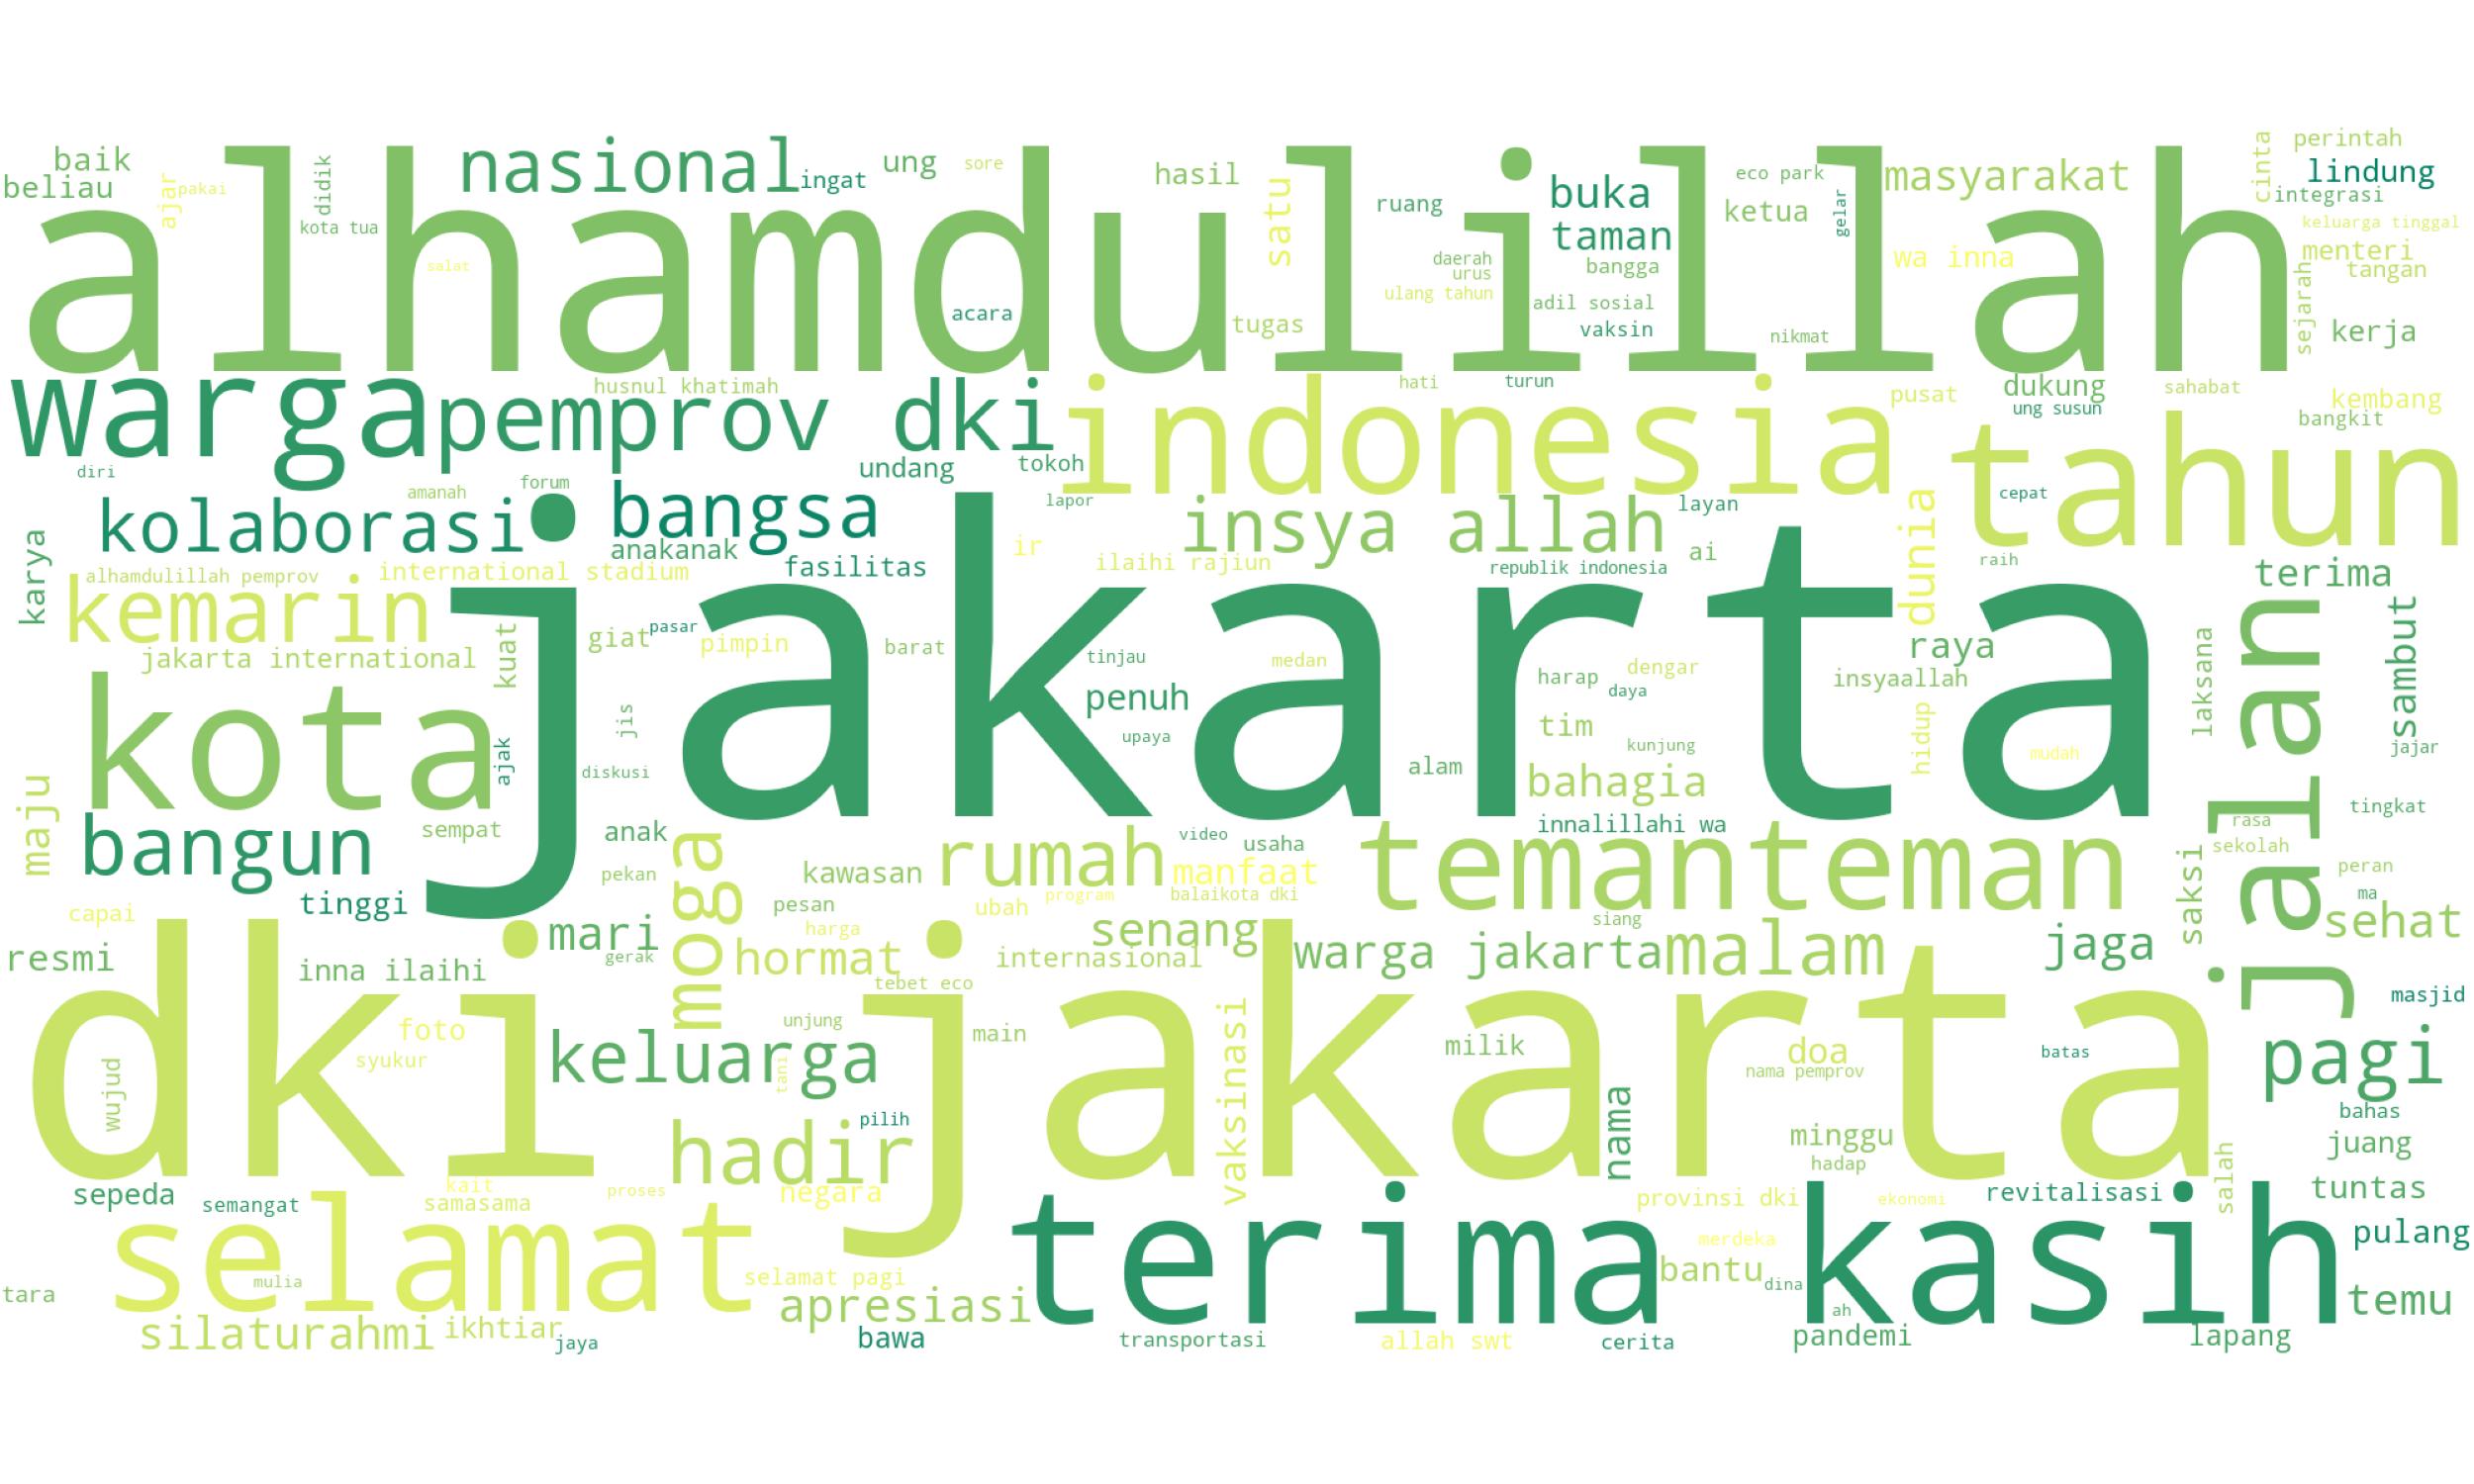 baik
beliau
ajar
pakai
didik
kota tua
nasional
ingat
ung
sore
hasil
satu
ruang
buka
taman
eco park
ketua
gelar
masyarakat
cinta
perintah
lindung
integrasi
keluarga tinggal
menteri
tangan
alhamdulillah
salat
acara
tugas
daerah
urus
ulang tahun
bangga
adil sosial
vaksin
nikmat
wa inna
sejarah
kerja
warga
husnul khatimah
pemprov dki
indonesia
hati
turun
pusat
dukung
ung susun
sahabat
kembang
bangkit
tahun
diri
amanah
forum
undang
tokoh
lapor
layan
cepat
karya
kolaborasi
bangsa
insya allah
dunia
anakanak
fasilitas
ir
ilaihi rajiun
ai
republik indonesia
raih
terima
alhamdulillah pemprov
international stadium
kemarin
jakarta
jakarta international
kuat
giat
pasar
pimpin
barat
tinjau
medan
harap
dengar
daya
raya
insyaallah
laksana
jalan
sambut
kota
ajak
jis
diskusi
penuh
upaya
tim
kunjung
alam
hidup
mudah
jajar
maju
bangun
sempat
anak
moga
video
usaha
bahagia
innalillahi wa
tingkat
rasa
sekolah
saksi
peran
ma
tinggi
pekan
kawasan
rumah
manfaat
temanteman
capai
pesan
program
balaikota dki
ubah
harga
siang
sehat
resmi
inna ilaihi
mari
gerak
hormat
senang
internasional
warga jakarta
malam
jaga
tebet eco
masjid
dki jakarta
foto
syukur
unjung
main
vaksinasi
milik
doa
nama pemprov
batas
pagi
wujud
keluarga
tani
pilih
nama
minggu
hadap
bahas
juang
salah
hadir
sepeda
semangat
kait
samasama
proses
negara
provinsi dki
ekonomi
revitalisasi
tuntas
selamat
terima kasih
merdeka
pulang
tara
mulia
selamat pagi
bantu
dina
temu
silaturahmi
ikhtiar
jaya
apresiasi
bawa
transportasi
allah swt
cerita
ah
pandemi
lapang